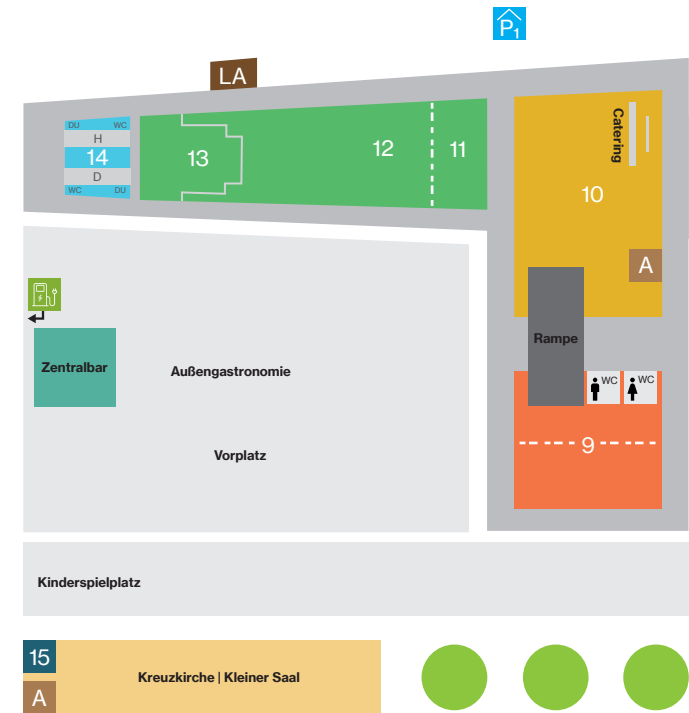 P1
LA
DU WC
H
14
D
WC DU
13
12
11
Catering
10
A
Rampe
WC
WC
9
Zentralbar
Außengastronomie
Vorplatz
Kinderspielplatz
15
Kreuzkirche | Kleiner Saal
A